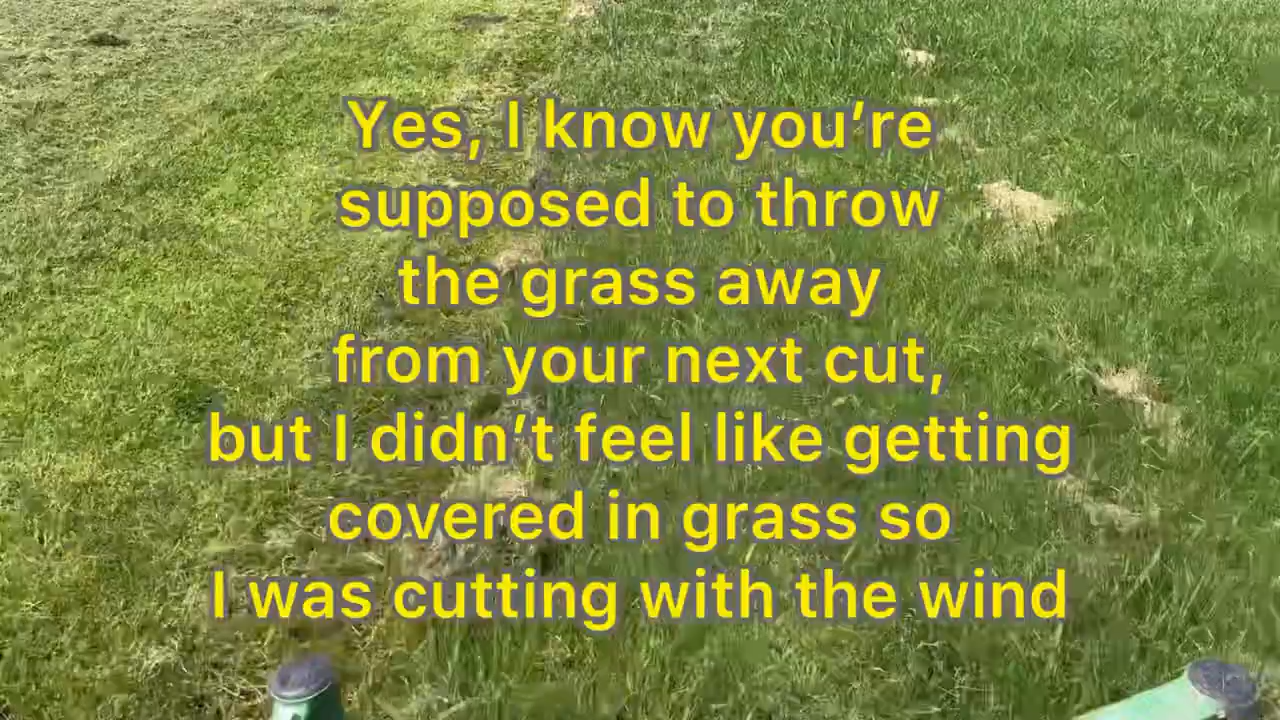 Yes, I know you’re
supposed to throw
the grass away
from your next cut,
but I didn’t feel like getting
covered in grass so
I was cutting with the wind